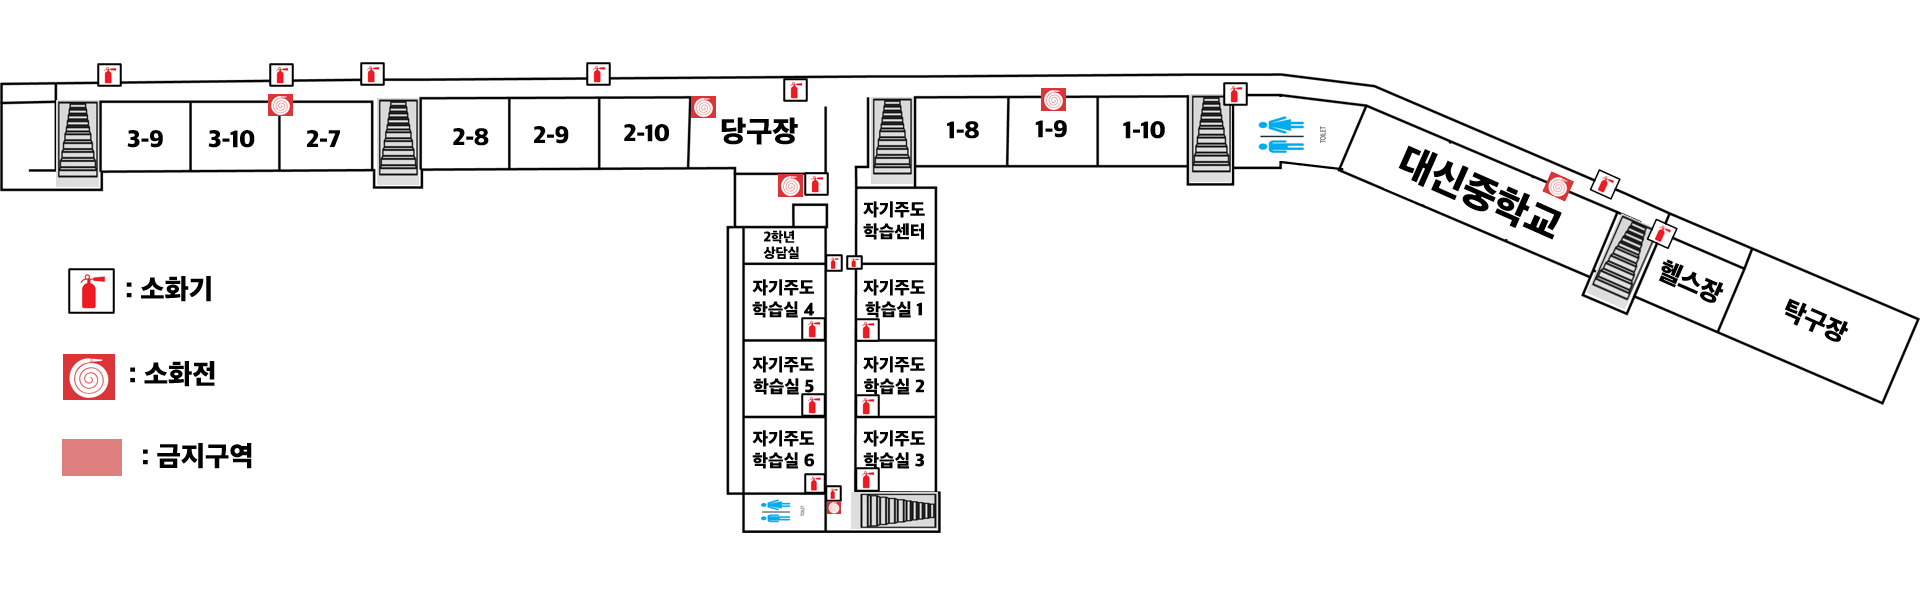 3-9
3-10
2-7
2-8
2-9
2-10
당구장
1-8
1-9
1-10
TOILET
대신중학교
헬스장
탁구장
자기주도
학습센터
2학년
상담실
자기주도
학습실 4
자기주도
학습실 1
자기주도
학습실 5
자기주도
학습실 2
자기주도
학습실 6
자기주도
학습실 3
TOILET
: 소화기
: 소화전
: 금지구역